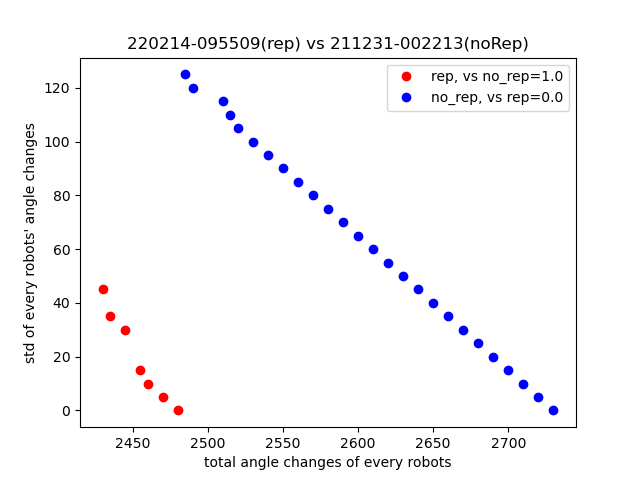 220214-095509(rep) vs 211231-002213(noRep)
rep, vs no_rep=1.0
no_rep, vs rep=0.0
std of every robots' angle changes
120
100
80
60
40
20
0
2450 2500 2550 2600 2650 2700
total angle changes of every robots